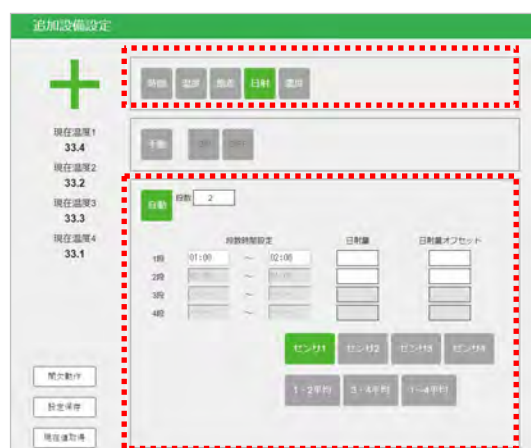 追加設備設定
時間 温度 飽差 日射 湿度
現在温度1
33.4
現在温度2
33.2
現在温度3
33.3
現在温度4
33.1
手動
自動 段数 2
段数時間設定 日射量 日射量オフセット
1段 01:00 ～ 02:00
2段 ～
3段 ～
4段 ～
センサ1 センサ2 センサ3 センサ4
1-2平均 3-4平均 1-4平均
間欠動作
設定保存
現在値取得